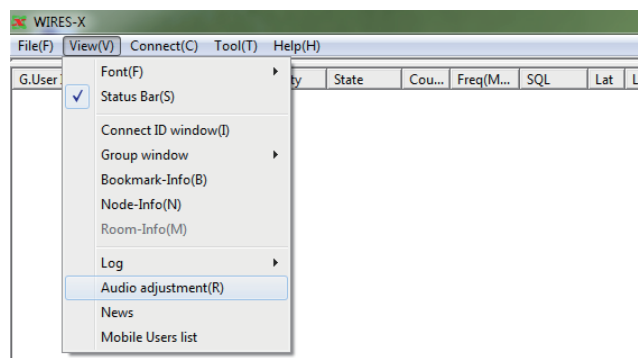 WIRES-X
File(F) View(V) Connect(C) Tool(T) Help(H)
G.User ty State Cou... Freq(M... SQL Lat L
Font(F)
Status Bar(S)
Connect ID window(I)
Group window
Bookmark-Info(B)
Node-Info(N)
Room-Info(M)
Log
Audio adjustment(R)
News
Mobile Users list